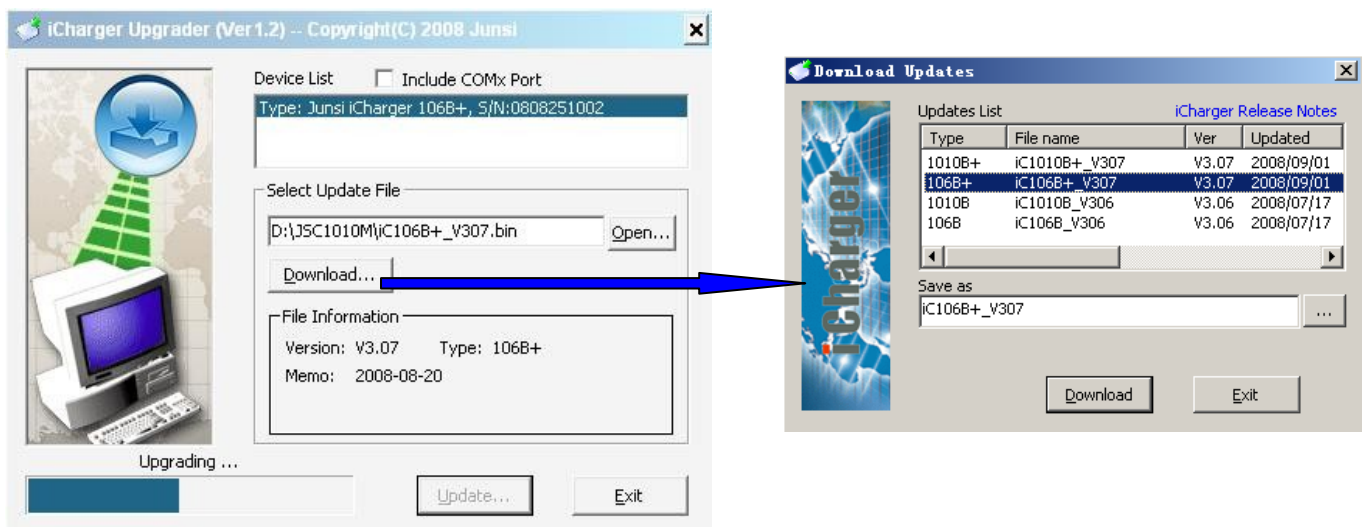 iCharger Upgrader (Ver1.2) -- Copyright(C) 2008 Junsi
Device List Include COMx Port
Type: Junsi iCharger 106B+, S/N:0808251002
Select Update File
D:\JSC1010M\iC106B+_V307.bin Open...
Download...
File Information
Version: V3.07 Type: 106B+
Memo: 2008-08-20
Upgrading ...
Update... Exit
Download Updates
iCharger
Updates List iCharger Release Notes
Type File name Ver Updated
1010B+ iC1010B+_V307 V3.07 2008/09/01
106B+ iC106B+_V307 V3.07 2008/09/01
1010B iC1010B_V306 V3.06 2008/07/17
106B iC106B_V306 V3.06 2008/07/17
Save as
iC106B+_V307 ...
Download Exit